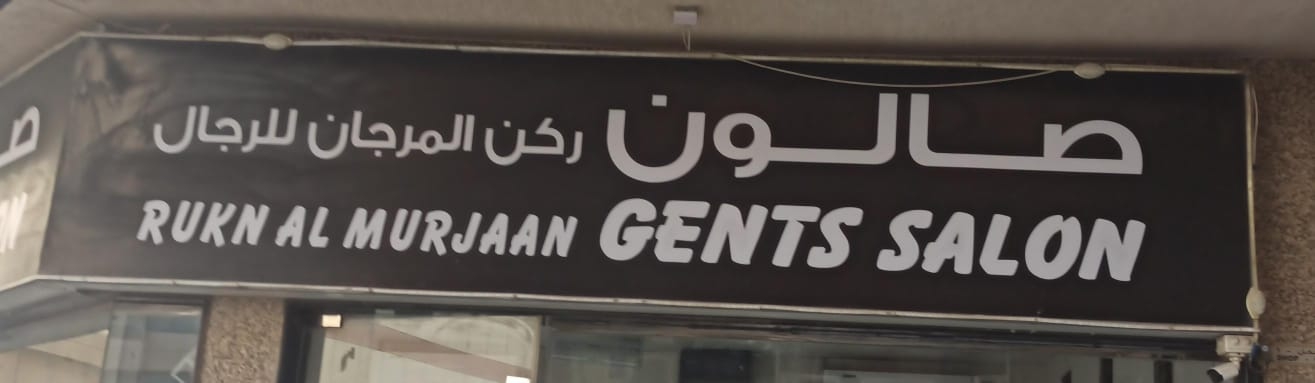 صالون ركن المرجان للرجال
RUKN AL MURJAAN GENTS SALON